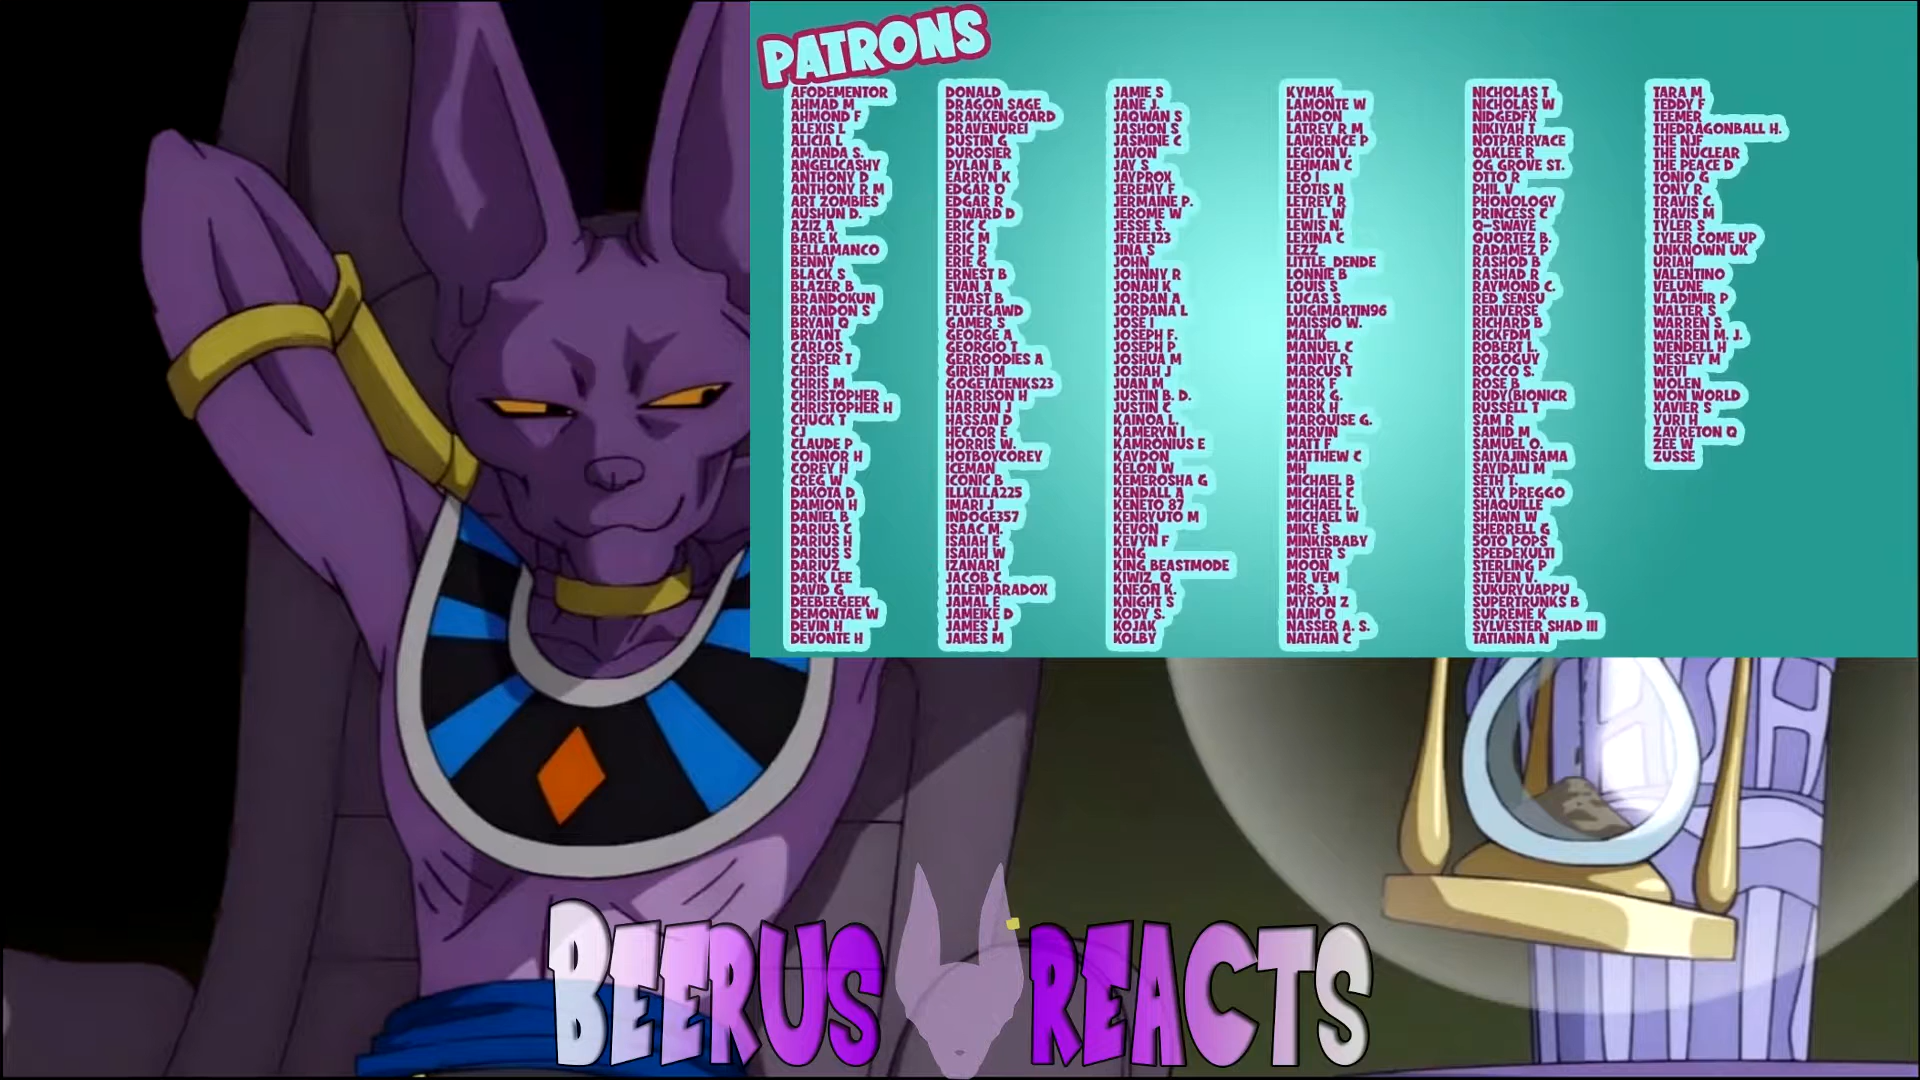 PATRONS
AFODEMENTOR
AHMAD M
AHMOND F
ALEXIS L
ALICIA L
AMANDA S.
ANGELICASHY
ANTHONY D
ANTHONY R M
ART ZOMBIES
AUSHUN D.
AZIZ A
BARE K
BELLAMANCO
BENNY
BLACK S
BLAZER B
BRANDOKUN
BRANDON S
BRYAN Q
BRYANT
CARLOS
CASPER T
CHRIS
CHRIS M
CHRISTOPHER
CHRISTOPHER H
CHUCK T
CJ
CLAUDE P
CONNOR H
COREY H
CREG W
DAKOTA D
DAMION H
DANIEL B
DARIUS C
DARIUS H
DARIUS S
DARIUZ
DARK LEE
DAVID G
DEEBEEGEEK
DEMONTAE W
DEVIN H
DEVONTE H
DONALD
DRAGON SAGE
DRAKKENGOARD
DRAVENUREI
DUSTIN G
DUROSIER
DYLAN B
EARRYN K
EDGAR O
EDGAR R
EDWARD D
ERIC C
ERIC M
ERIC R
ERIE G
ERNEST B
EVAN A
FINAST B
FLUFFGAWD
GAMER S
GEORGE A
GEORGIO T
GERROODIES A
GIRISH M
GOGETATENKS23
HARRISON H
HARRUN J
HASSAN D
HECTOR E
HORRIS W.
HOTBOYCOREY
ICEMAN
ICONIC B
ILLKILLA225
IMARI J
INDOGE357
ISAAC M.
ISAIAH E
ISAIAH W
IZANARI
JACOB C
JALENPARADOX
JAMAL E
JAMEIKE D
JAMES J
JAMES M
JAMIE S
JANE J.
JAQWAN S
JASHON S
JASMINE C
JAVON
JAY S
JAYPROX
JEREMY F
JERMAINE P.
JEROME W
JESSE S.
JFREE123
JINA S
JOHN
JOHNNY R
JONAH K
JORDAN A
JORDANA L
JOSE I
JOSEPH F.
JOSEPH P
JOSHUA M
JOSIAH J
JUAN M
JUSTIN B. D.
JUSTIN C
KAINOA L.
KAMERYN I
KAMRONIUS E
KAYDON
KELON W
KEMEROSHA G
KENDALL A
KENETO 87
KENRYUTO M
KEVON
KEVYN F
KING
KING BEASTMODE
KIWIZ_Q
KNEON K.
KNIGHT S
KODY S.
KOJAK
KOLBY
KYMAK
LAMONTE W
LANDON
LATREY R M
LAWRENCE P
LEGION V.
LEHMAN C
LEO I
LEOTIS N
LETREY R
LEVI L. W
LEWIS N.
LEXINA C
LEZZ
LITTLE_DENDE
LONNIE B
LOUIS S
LUCAS S
LUIGIMARTIN96
MAISSIO W.
MALIK
MANUEL C
MANNY R
MARCUS T
MARK F
MARK G.
MARK H
MARQUISE G.
MARVIN
MATT F
MATTHEW C
MH
MICHAEL B
MICHAEL C
MICHAEL L.
MICHAEL W
MIKE S
MINKISBABY
MISTER S
MOON
MR VEM
MRS. 3
MYRON Z
NAIM O
NASSER A. S.
NATHAN C
NICHOLAS T
NICHOLAS W
NIDGEDFX
NIKIYAH T
NOTPARRYACE
OAKLEE R
OG GROVE ST.
OTTO R
PHIL V
PHONOLOGY
PRINCESS C
Q-SWAYE
QUORTEZ B.
RADAMEZ P
RASHOD B
RASHAD R
RAYMOND C.
RED SENSU
RENVERSE
RICHARD B
RICKFDM
ROBERT L.
ROBOGUY
ROCCO S.
ROSE B
RUDY(BIONICR
RUSSELL T
SAM R
SAMID M
SAMUEL O.
SAIYAJINSAMA
SAYIDALI M
SETH T.
SEXY PREGGO
SHAQUILLE
SHAWN W
SHERRELL G
SOTO POPS
SPEEDEXULTI
STERLING P
STEVEN V.
SUKURYUAPPU
SUPERTRUNKS B
SUPREME K
SYLVESTER SHAD III
TATIANNA N
TARA M
TEDDY F
TEEMER
THEDRAGONBALL H.
THE NJF
THE NUCLEAR
THE PEACE D
TONIO G
TONY R
TRAVIS C.
TRAVIS M
TYLER S
TYLER COME UP
UNKNOWN UK
URIAH
VALENTINO
VELUNE
VLADIMIR P
WALTER S
WARREN S
WARREN M. J.
WENDELL H
WESLEY M
WEVI
WOLEN
WON WORLD
XAVIER S
YURI H
ZAYRETON Q
ZEE W
ZUSSE
BEERUS REACTS